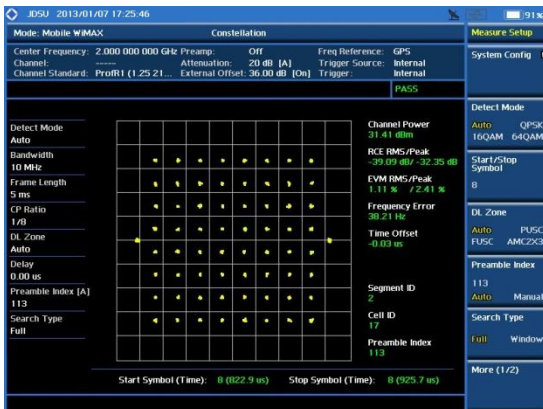 JDSU 2013/01/07 17:25:46
91%
Mode: Mobile WiMAX Constellation
Measure Setup
Center Frequency: 2.000 000 000 GHz Preamp: Off Freq Reference: GPS
Channel: ----- Attenuation: 20 dB [A] Trigger Source: Internal
Channel Standard: ProfR1 (1.25 21... External Offset: 36.00 dB [On] Trigger: Internal
PASS
System Config
Detect Mode
Auto
Bandwidth
10 MHz
Frame Length
5 ms
CP Ratio
1/8
DL Zone
Auto
Delay
0.00 us
Preamble Index [A]
113
Search Type
Full
Channel Power
31.41 dBm
RCE RMS/Peak
-39.09 dB/ -32.35 dB
EVM RMS/Peak
1.11 % / 2.41 %
Frequency Error
38.21 Hz
Time Offset
-0.03 us
Segment ID
2
Cell ID
17
Preamble Index
113
Start Symbol (Time): 8 (822.9 us) Stop Symbol (Time): 8 (925.7 us)
Detect Mode
Auto QPSK
16QAM 64QAM
Start/Stop
Symbol
8
DL Zone
Auto PUSC
FUSC AMC2X3
Preamble Index
113
Auto Manual
Search Type
Full Window
More (1/2)